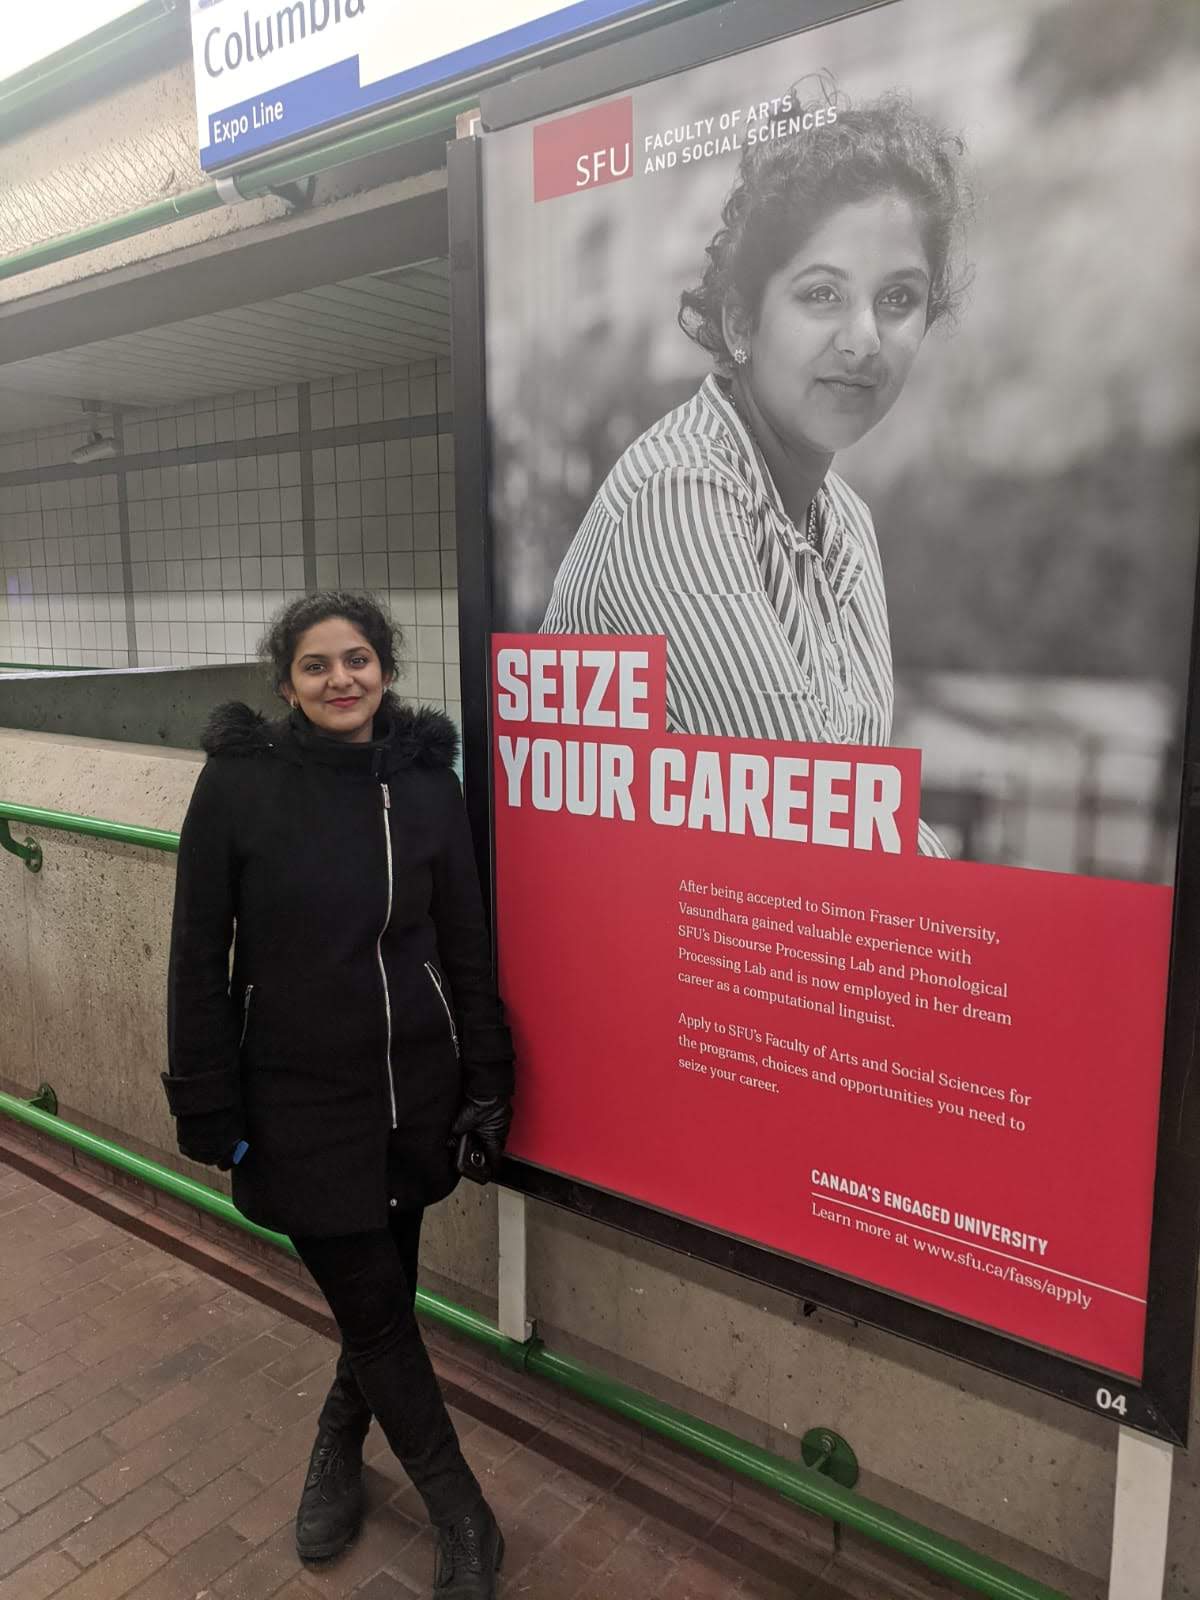 Columbia
Expo Line
SFU
FACULTY OF ARTS
AND SOCIAL SCIENCES
SEIZE
YOUR CAREER
After being accepted to Simon Fraser University,
Vasundhara gained valuable experience with
SFU's Discourse Processing Lab and Phonological
Processing Lab and is now employed in her dream
career as a computational linguist.
Apply to SFU's Faculty of Arts and Social Sciences for
the programs, choices and opportunities you need to
seize your career.
CANADA'S ENGAGED UNIVERSITY
Learn more at www.sfu.ca/fass/apply
04